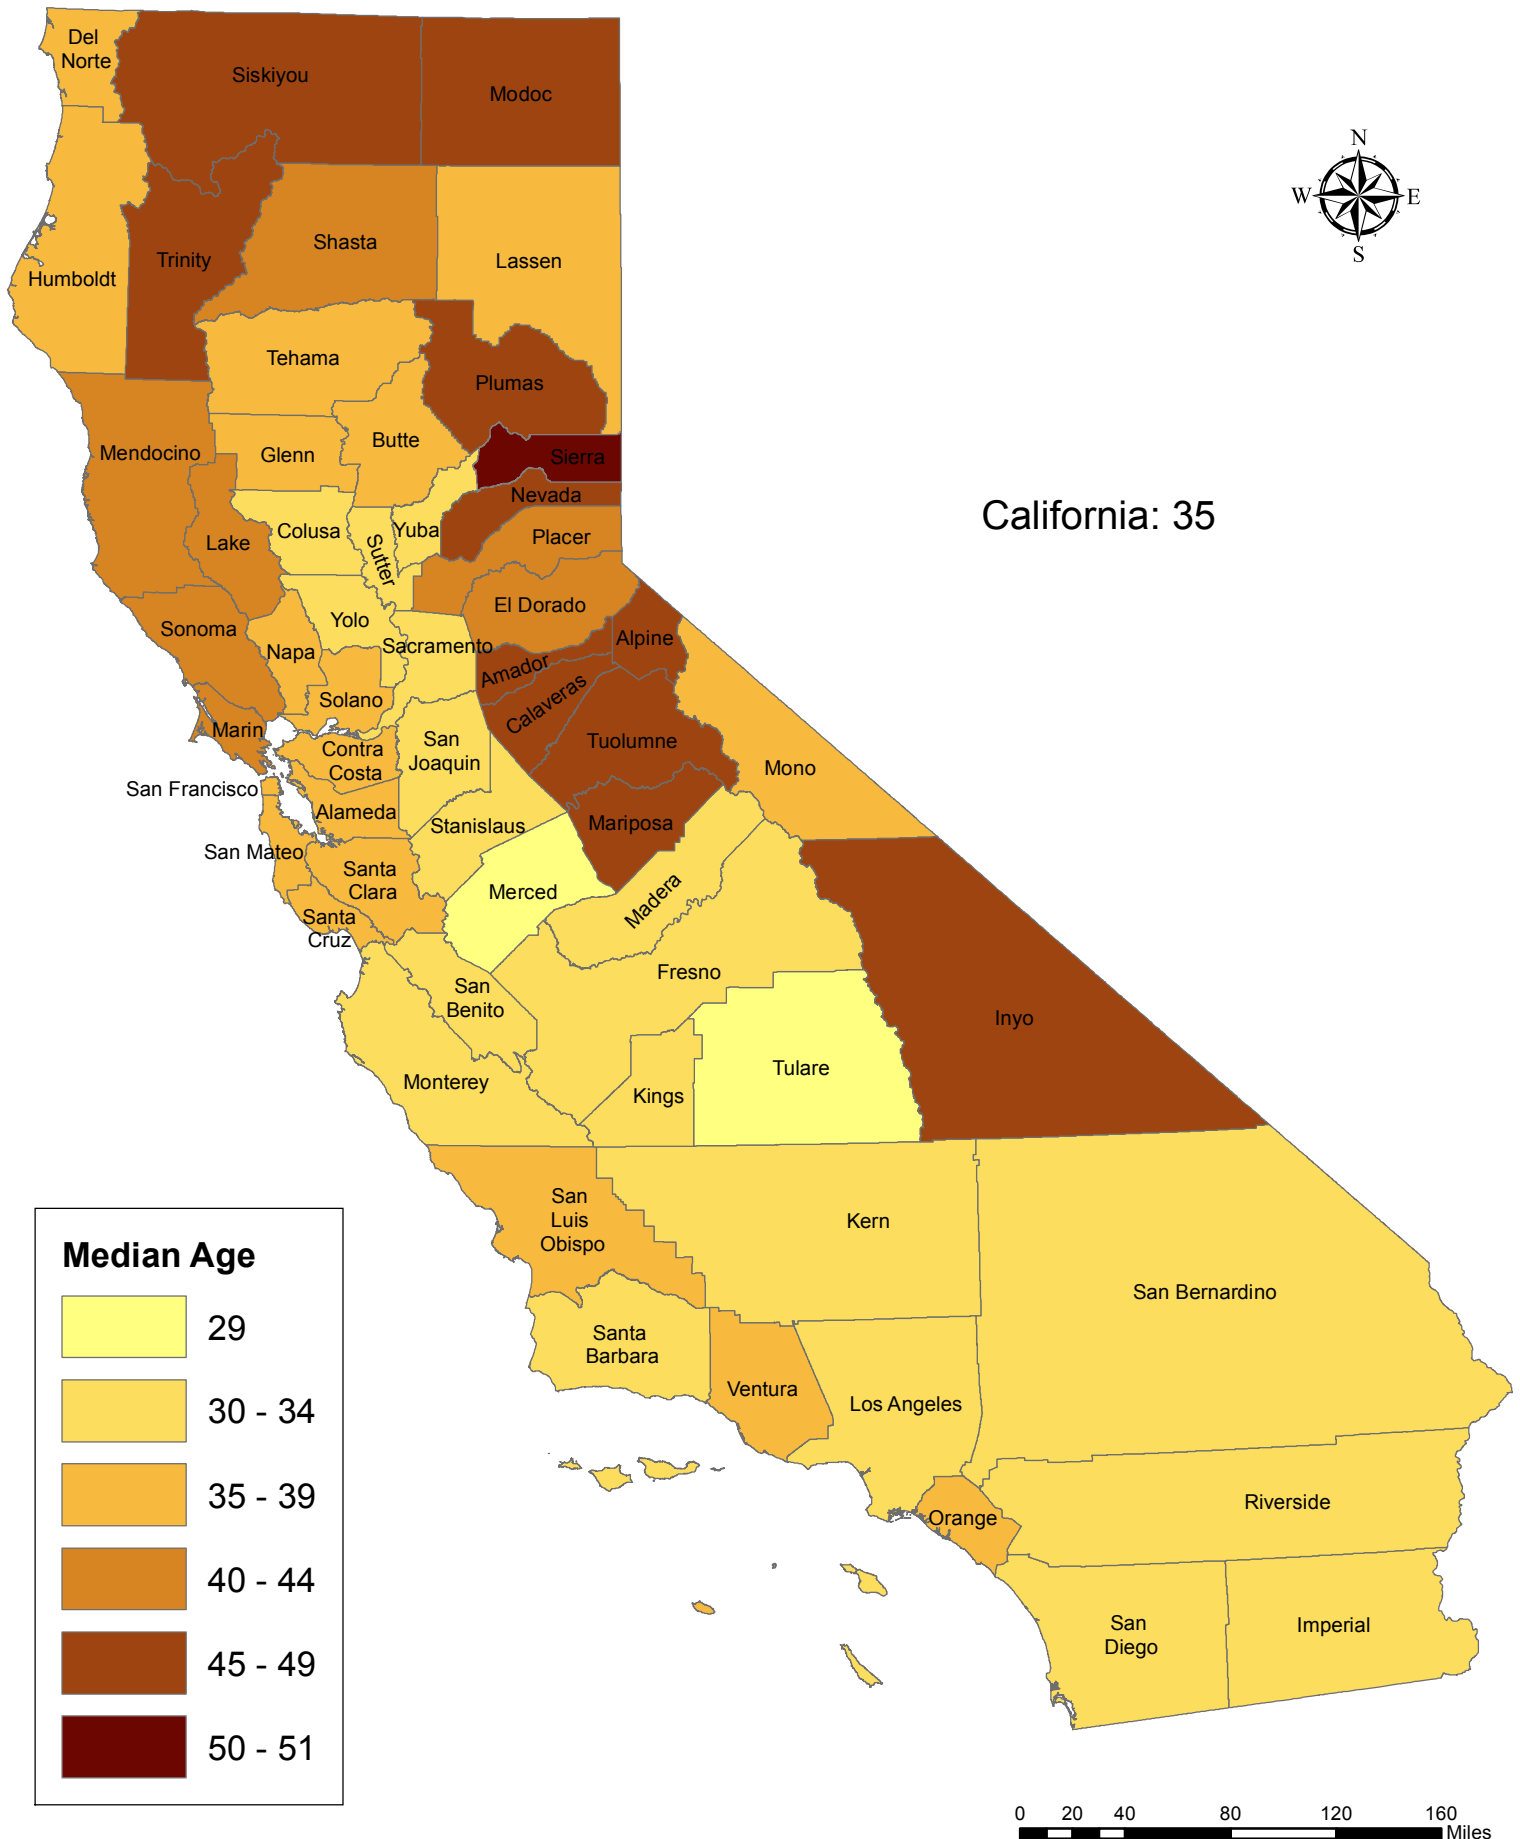 Del
Norte
Siskiyou
Modoc
N
W
E
S
Trinity
Shasta
Lassen
Humboldt
Tehama
Plumas
Mendocino
Glenn
Butte
Sierra
Nevada
California: 35
Colusa
Sutter
Yuba
Placer
Lake
El Dorado
Sonoma
Yolo
Napa
Sacramento
Alpine
Amador
Solano
Calaveras
Marin
San
Joaquin
Contra
Costa
Tuolumne
Mono
San Francisco
Alameda
Stanislaus
Mariposa
San Mateo
Santa
Clara
Merced
Madera
Santa
Cruz
Fresno
San
Benito
Inyo
Monterey
Kings
Tulare
San
Luis
Obispo
Kern
San Bernardino
Santa
Barbara
Ventura
Los Angeles
Orange
Riverside
San
Diego
Imperial
Median Age
29
30 - 34
35 - 39
40 - 44
45 - 49
50 - 51
0 20 40 80 120 160
Miles